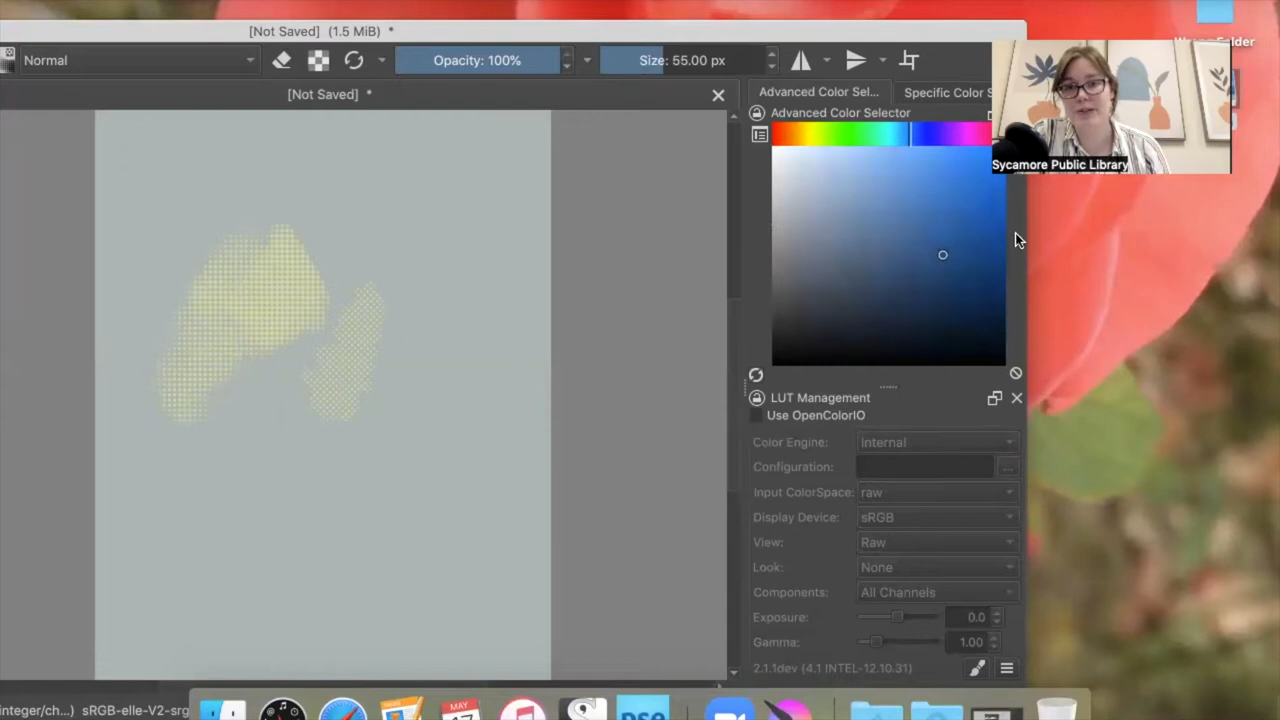 [Not Saved] (1.5 MiB) *
Normal
Opacity: 100%
Size: 55.00 px
[Not Saved] *
Advanced Color Sel...
Specific Color S
Advanced Color Selector
Sycamore Public Library
LUT Management
Use OpenColorIO
Color Engine: Internal
Configuration: ...
Input ColorSpace: raw
Display Device: sRGB
View: Raw
Look: None
Components: All Channels
Exposure: 0.0
Gamma: 1.00
2.1.1dev (4.1 INTEL-12.10.31)
integer/ch...) sRGB-elle-V2-srg
MAY
17
pse